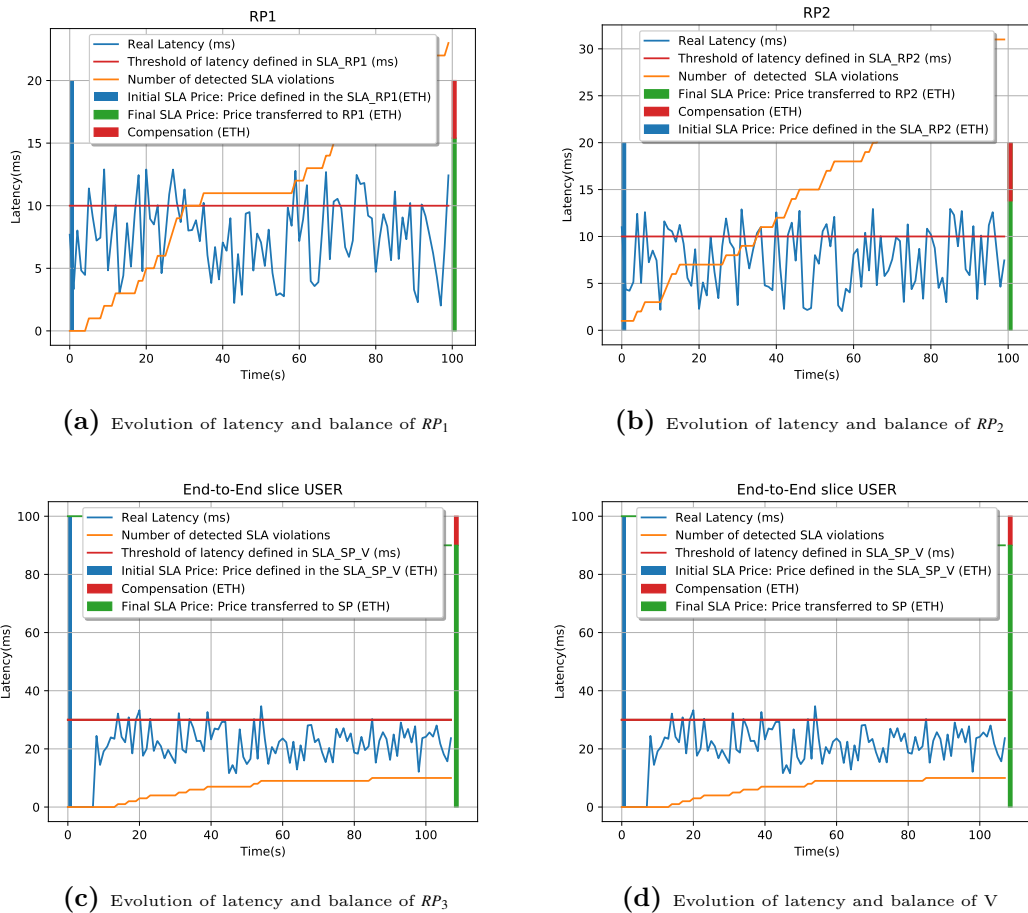 RP1
Real Latency (ms)
Threshold of latency defined in SLA_RP1 (ms)
Number of detected SLA violations
Initial SLA Price: Price defined in the SLA_RP1(ETH)
Final SLA Price: Price transferred to RP1 (ETH)
Compensation (ETH)
20
15
10
5
0
Latency(ms)
0 20 40 60 80 100
Time(s)
(a) Evolution of latency and balance of RP1
RP2
Real Latency (ms)
Threshold of latency defined in SLA_RP2 (ms)
Number of detected SLA violations
Final SLA Price: Price transferred to RP2 (ETH)
Compensation (ETH)
Initial SLA Price: Price defined in the SLA_RP2 (ETH)
30
25
20
15
10
5
0
Latency(ms)
0 20 40 60 80 100
Time(s)
(b) Evolution of latency and balance of RP2
End-to-End slice USER
Real Latency (ms)
Number of detected SLA violations
Threshold of latency defined in SLA_SP_V (ms)
Initial SLA Price: Price defined in the SLA_SP_V (ETH)
Compensation (ETH)
Final SLA Price: Price transferred to SP (ETH)
100
80
60
40
20
0
Latency(ms)
0 20 40 60 80 100
Time(s)
(c) Evolution of latency and balance of RP3
End-to-End slice USER
Real Latency (ms)
Number of detected SLA violations
Threshold of latency defined in SLA_SP_V (ms)
Initial SLA Price: Price defined in the SLA_SP_V (ETH)
Compensation (ETH)
Final SLA Price: Price transferred to SP (ETH)
100
80
60
40
20
0
Latency(ms)
0 20 40 60 80 100
Time(s)
(d) Evolution of latency and balance of V